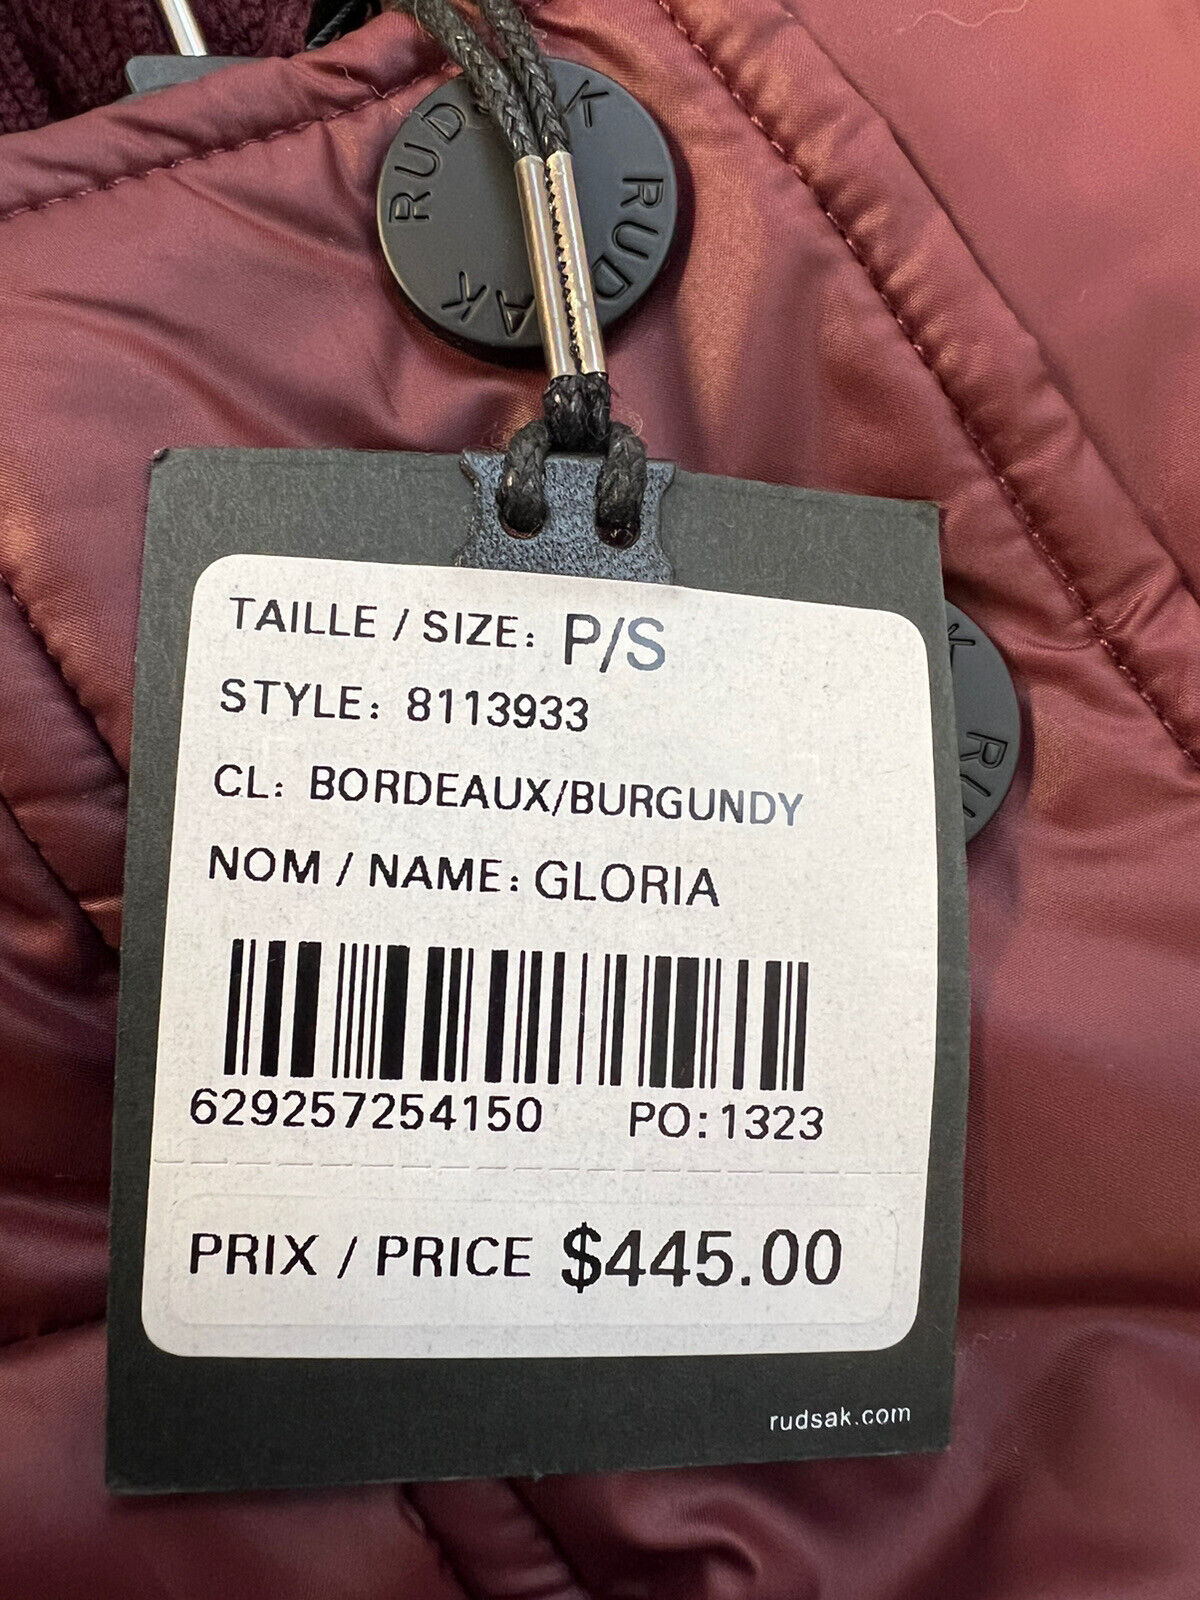 RUDSAK RUDSAK
TAILLE / SIZE: P/S
STYLE: 8113933
CL: BORDEAUX/BURGUNDY
NOM / NAME: GLORIA
629257254150 PO: 1323
PRIX / PRICE $445.00
rudsak.com
K RU